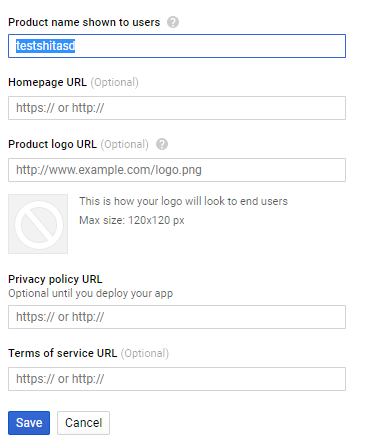 Product name shown to users ?
testshitasd
Homepage URL (Optional)
https:// or http://
Product logo URL (Optional) ?
http://www.example.com/logo.png
This is how your logo will look to end users
Max size: 120x120 px
Privacy policy URL
Optional until you deploy your app
https:// or http://
Terms of service URL (Optional)
https:// or http://
Save Cancel